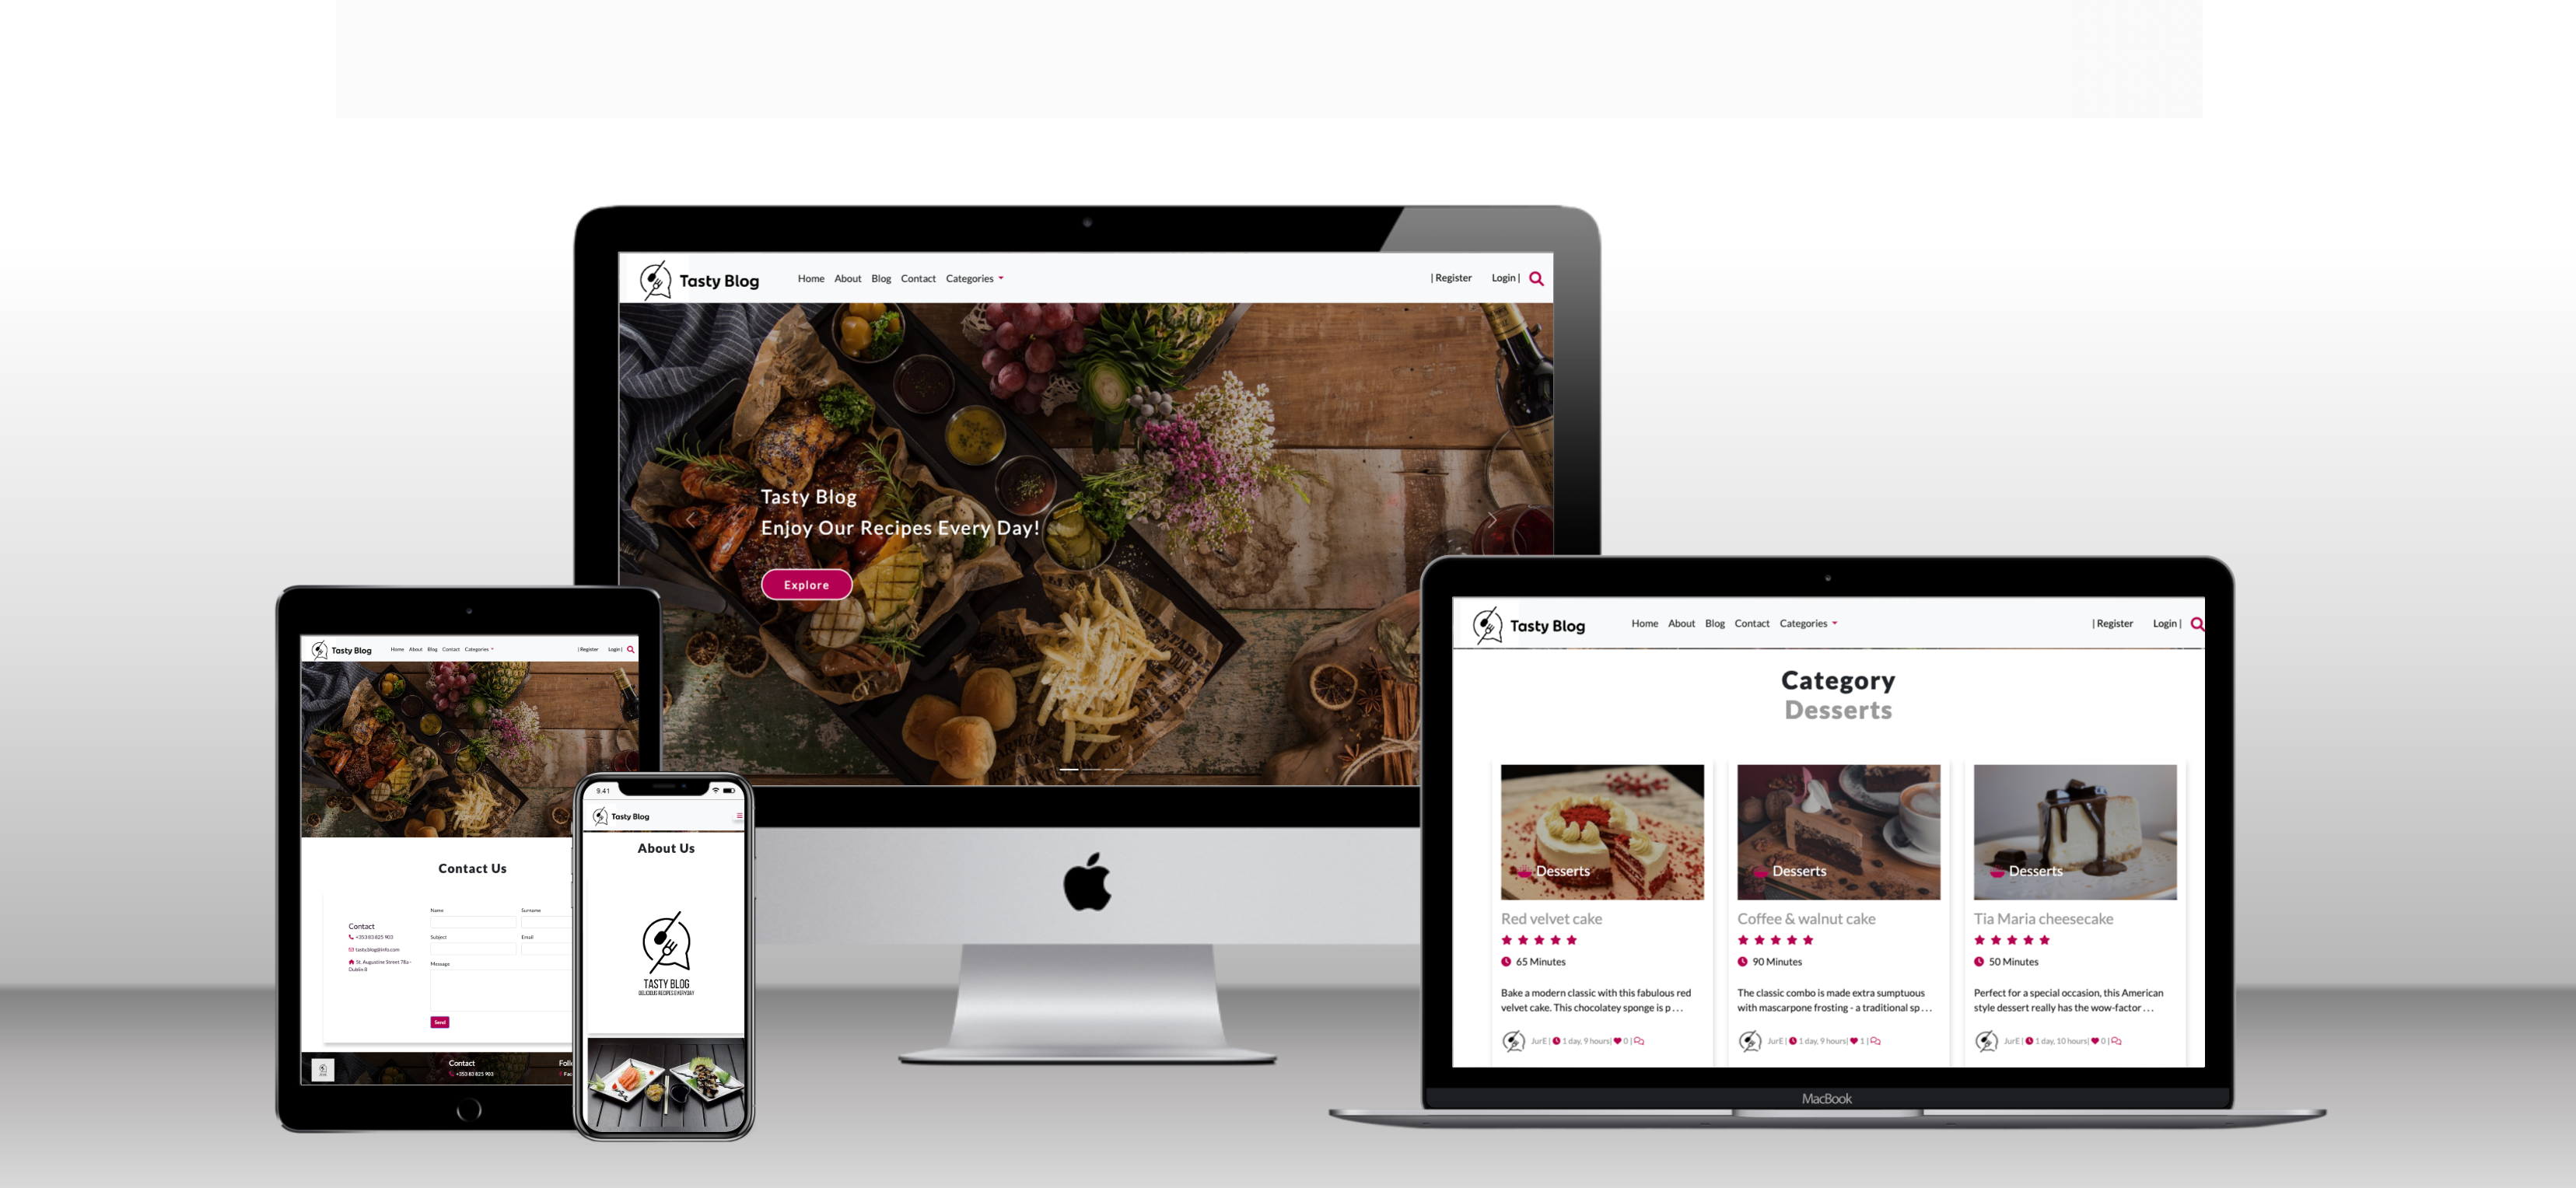 Tasty Blog
Home About Blog Contact Categories
| Register Login |
Tasty Blog
Enjoy Our Recipes Every Day!
Explore
Tasty Blog
Home About Blog Contact Categories
| Register Login |
Contact Us
Contact
+353 83 825 903
tasty.blog@info.com
St. Augustine Street 78a -
Dublin 8
Name Surname
Subject Email
Message
Send
Contact
+353 83 825 903
9.41
Tasty Blog
About Us
TASTY BLOG
DELICIOUS RECIPES EVERYDAY
Tasty Blog
Home About Blog Contact Categories
| Register Login |
Category
Desserts
Desserts
Red velvet cake
65 Minutes
Bake a modern classic with this fabulous red
velvet cake. This chocolatey sponge is p . . .
JurE | 1 day, 9 hours| 0 |
Desserts
Coffee & walnut cake
90 Minutes
The classic combo is made extra sumptuous
with mascarpone frosting - a traditional sp . . .
JurE | 1 day, 9 hours| 1 |
Desserts
Tia Maria cheesecake
50 Minutes
Perfect for a special occasion, this American
style dessert really has the wow-factor . . .
JurE | 1 day, 10 hours| 0 |
MacBook